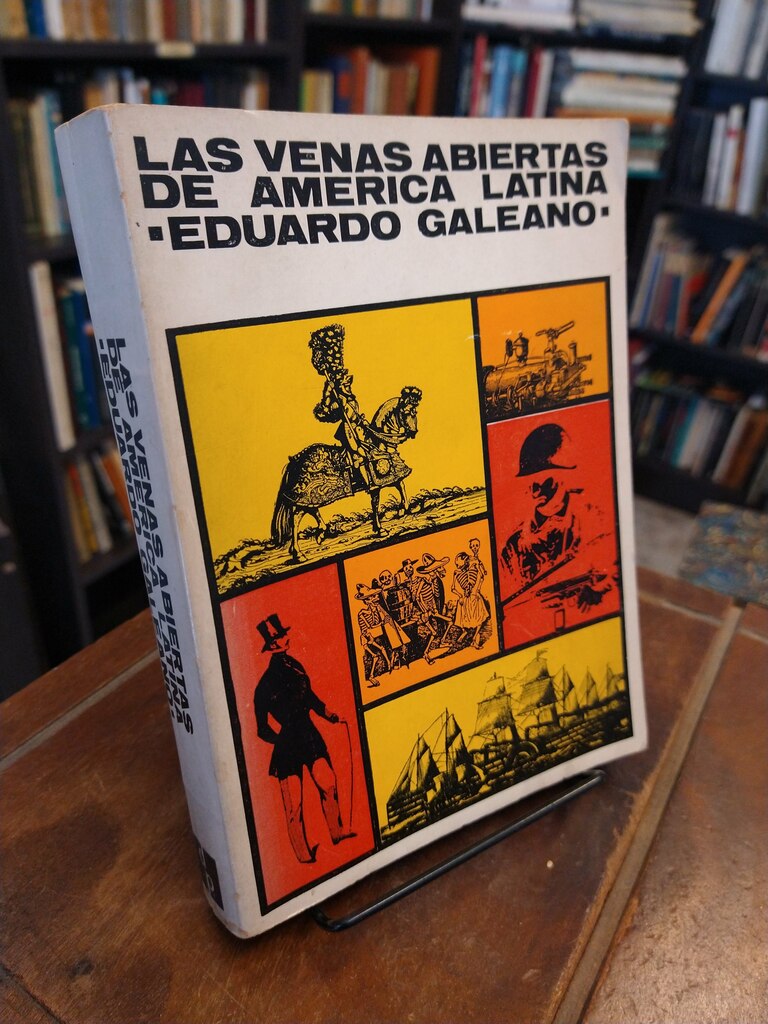 LAS VENAS ABIERTAS
DE AMERICA LATINA
·EDUARDO GALEANO·
LAS VENAS ABIERTAS
DE AMERICA LATINA
·EDUARDO GALEANO·